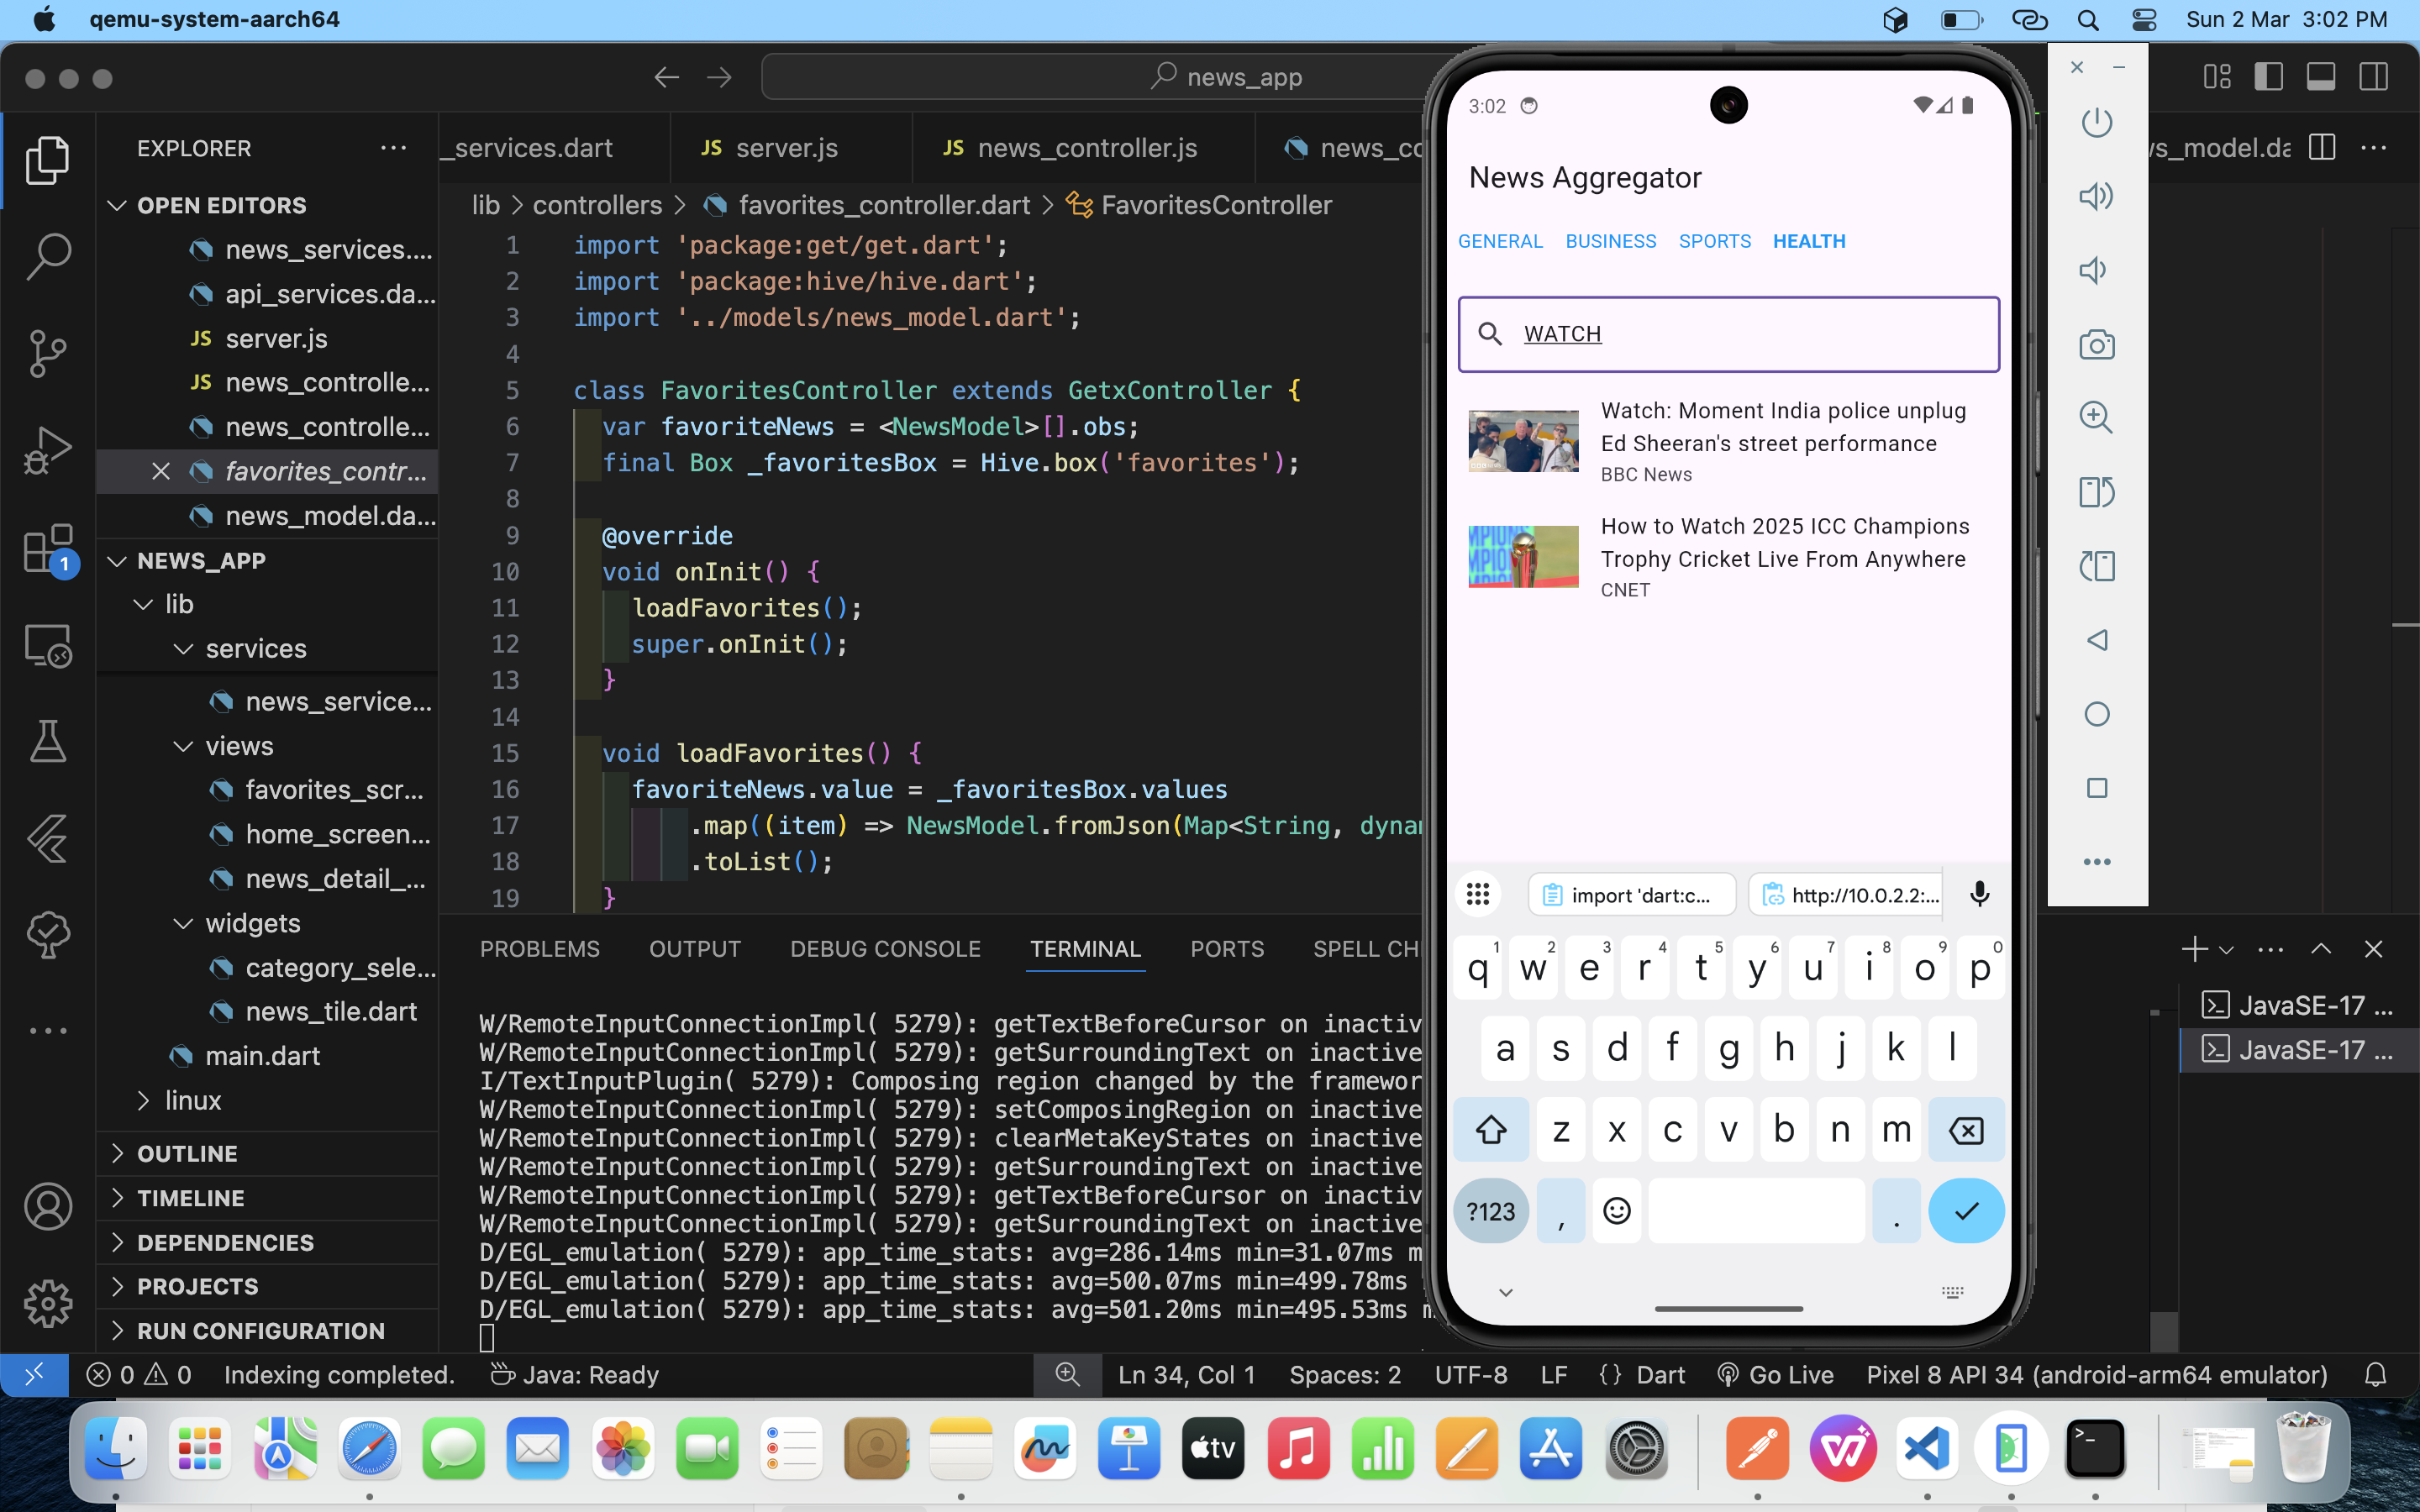 qemu-system-aarch64
Sun 2 Mar 3:02 PM
news_app
EXPLORER
OPEN EDITORS
news_services....
api_services.da...
JS server.js
JS news_controlle...
news_controlle...
favorites_contr...
news_model.da...
NEWS_APP
lib
services
news_service...
views
favorites_scr...
home_screen...
news_detail_...
widgets
category_sele...
news_tile.dart
main.dart
linux
OUTLINE
TIMELINE
DEPENDENCIES
PROJECTS
RUN CONFIGURATION
1
_services.dart
JS server.js
JS news_controller.js
news_co
s_model.da
lib > controllers > favorites_controller.dart > FavoritesController
1 import 'package:get/get.dart';
2 import 'package:hive/hive.dart';
3 import '../models/news_model.dart';
4
5 class FavoritesController extends GetxController {
6 var favoriteNews = <NewsModel>[].obs;
7 final Box _favoritesBox = Hive.box('favorites');
8
9 @override
10 void onInit() {
11 loadFavorites();
12 super.onInit();
13 }
14
15 void loadFavorites() {
16 favoriteNews.value = _favoritesBox.values
17 .map((item) => NewsModel.fromJson(Map<String, dynam
18 .toList();
19 }
PROBLEMS OUTPUT DEBUG CONSOLE TERMINAL PORTS SPELL CH
W/RemoteInputConnectionImpl( 5279): getTextBeforeCursor on inactiv
W/RemoteInputConnectionImpl( 5279): getSurroundingText on inactive
I/TextInputPlugin( 5279): Composing region changed by the framewor
W/RemoteInputConnectionImpl( 5279): setComposingRegion on inactive
W/RemoteInputConnectionImpl( 5279): clearMetaKeyStates on inactive
W/RemoteInputConnectionImpl( 5279): getSurroundingText on inactive
W/RemoteInputConnectionImpl( 5279): getTextBeforeCursor on inactiv
W/RemoteInputConnectionImpl( 5279): getSurroundingText on inactive
D/EGL_emulation( 5279): app_time_stats: avg=286.14ms min=31.07ms m
D/EGL_emulation( 5279): app_time_stats: avg=500.07ms min=499.78ms
D/EGL_emulation( 5279): app_time_stats: avg=501.20ms min=495.53ms m
JavaSE-17 ...
JavaSE-17 ...
3:02
News Aggregator
GENERAL BUSINESS SPORTS HEALTH
WATCH
Watch: Moment India police unplug
Ed Sheeran's street performance
BBC News
How to Watch 2025 ICC Champions
Trophy Cricket Live From Anywhere
CNET
import 'dart:c...
http://10.0.2.2:...
q1 w2 e3 r4 t5 y6 u7 i8 o9 p0
a s d f g h j k l
z x c v b n m
?123 , .
0 0 Indexing completed. Java: Ready
Ln 34, Col 1 Spaces: 2 UTF-8 LF {} Dart Go Live Pixel 8 API 34 (android-arm64 emulator)
tv